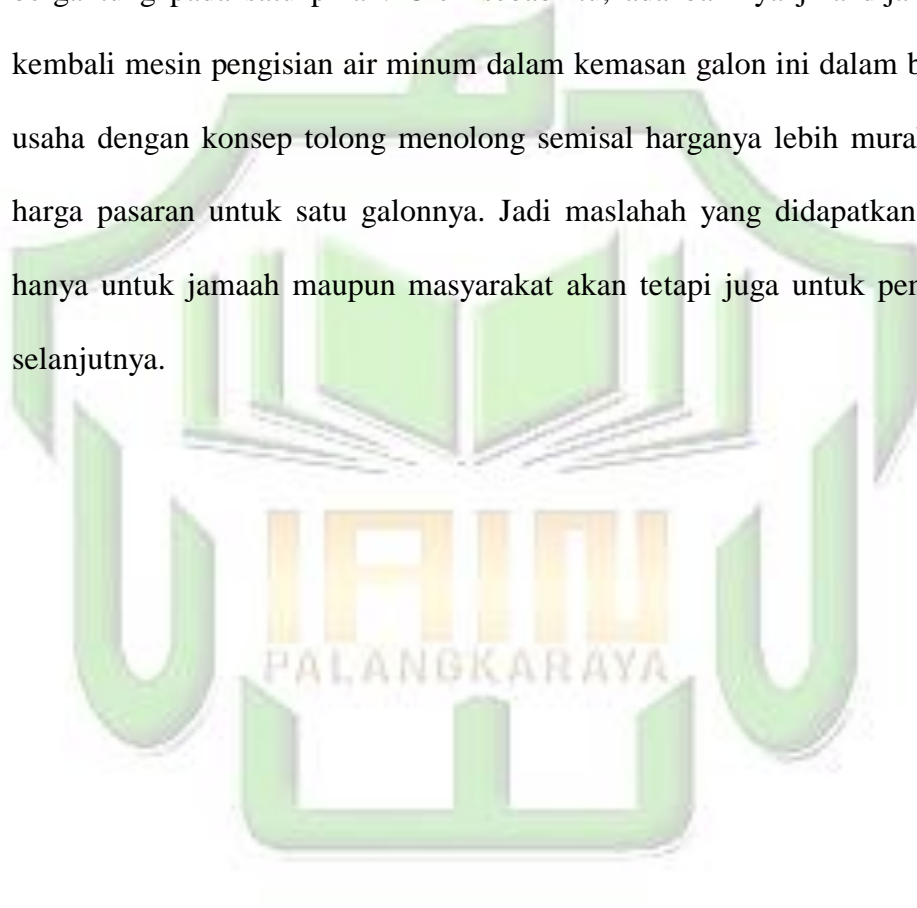 kembali mesin pengisian air minum dalam kemasan galon ini dalam
usaha dengan konsep tolong menolong semisal harganya lebih
harga pasaran untuk satu galonnya. Jadi maslahah yang didapatkan
hanya untuk jamaah maupun masyarakat akan tetapi juga untuk
selanjutnya.
IAIN
PALANGKARAYA